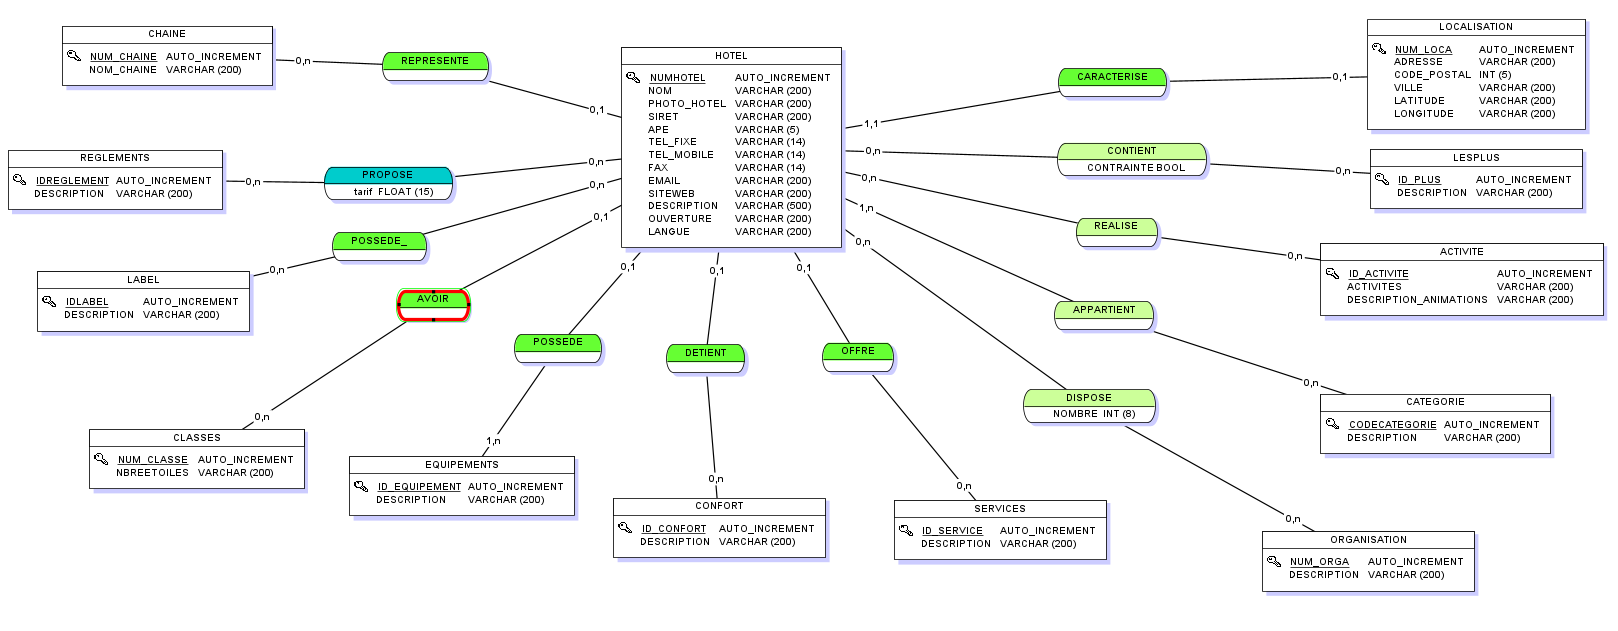 CHAINE
NUM_CHAINE AUTO_INCREMENT
NOM_CHAINE VARCHAR (200)
0,n
REPRESENTE
0,1
HOTEL
NUMHOTEL AUTO_INCREMENT
NOM VARCHAR (200)
PHOTO_HOTEL VARCHAR (200)
SIRET VARCHAR (200)
APE VARCHAR (5)
TEL_FIXE VARCHAR (14)
TEL_MOBILE VARCHAR (14)
FAX VARCHAR (14)
EMAIL VARCHAR (200)
SITEWEB VARCHAR (200)
DESCRIPTION VARCHAR (500)
OUVERTURE VARCHAR (200)
LANGUE VARCHAR (200)
1,1
CARACTERISE
0,1
LOCALISATION
NUM_LOCA AUTO_INCREMENT
ADRESSE VARCHAR (200)
CODE_POSTAL INT (5)
VILLE VARCHAR (200)
LATITUDE VARCHAR (200)
LONGITUDE VARCHAR (200)
REGLEMENTS
IDREGLEMENT AUTO_INCREMENT
DESCRIPTION VARCHAR (200)
0,n
PROPOSE
tarif FLOAT (15)
0,n
0,n
CONTIENT
CONTRAINTE BOOL
0,n
LESPLUS
ID_PLUS AUTO_INCREMENT
DESCRIPTION VARCHAR (200)
LABEL
IDLABEL AUTO_INCREMENT
DESCRIPTION VARCHAR (200)
0,n
POSSEDE_
0,n
0,n
REALISE
0,n
ACTIVITE
ID_ACTIVITE AUTO_INCREMENT
ACTIVITES VARCHAR (200)
DESCRIPTION_ANIMATIONS VARCHAR (200)
0,1
AVOIR
0,n
CLASSES
NUM_CLASSE AUTO_INCREMENT
NBREETOILES VARCHAR (200)
1,n
APPARTIENT
0,n
CATEGORIE
CODECATEGORIE AUTO_INCREMENT
DESCRIPTION VARCHAR (200)
0,1
POSSEDE
1,n
EQUIPEMENTS
ID_EQUIPEMENT AUTO_INCREMENT
DESCRIPTION VARCHAR (200)
0,1
DETIENT
0,n
CONFORT
ID_CONFORT AUTO_INCREMENT
DESCRIPTION VARCHAR (200)
0,1
OFFRE
0,n
SERVICES
ID_SERVICE AUTO_INCREMENT
DESCRIPTION VARCHAR (200)
0,n
DISPOSE
NOMBRE INT (8)
0,n
ORGANISATION
NUM_ORGA AUTO_INCREMENT
DESCRIPTION VARCHAR (200)